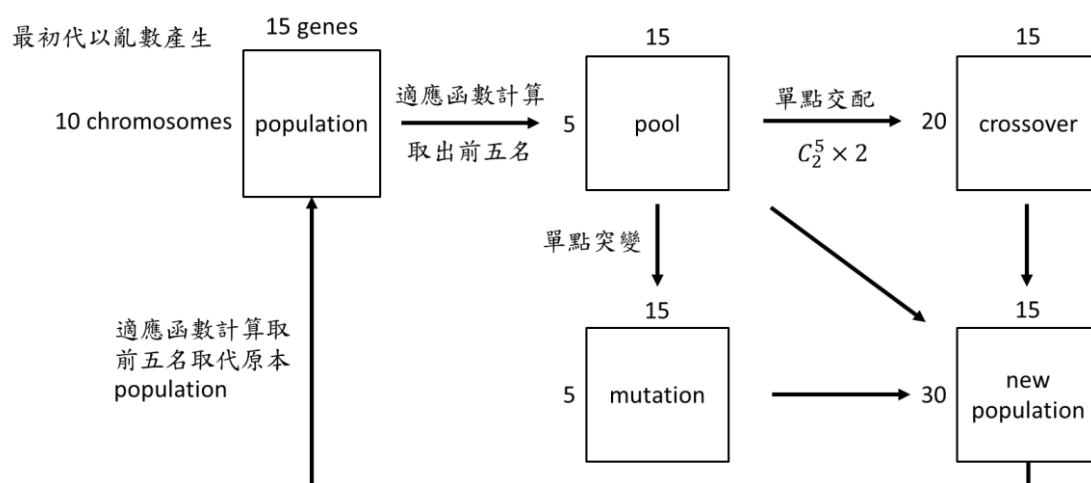 最初代以亂數產生
15 genes
10 chromosomes
population
適應函數計算
取出前五名
15
5
pool
單點交配
$C_2^5 \times 2$
15
20
crossover
單點突變
15
5
mutation
15
30
new
population
適應函數計算取
前五名取代原本
population